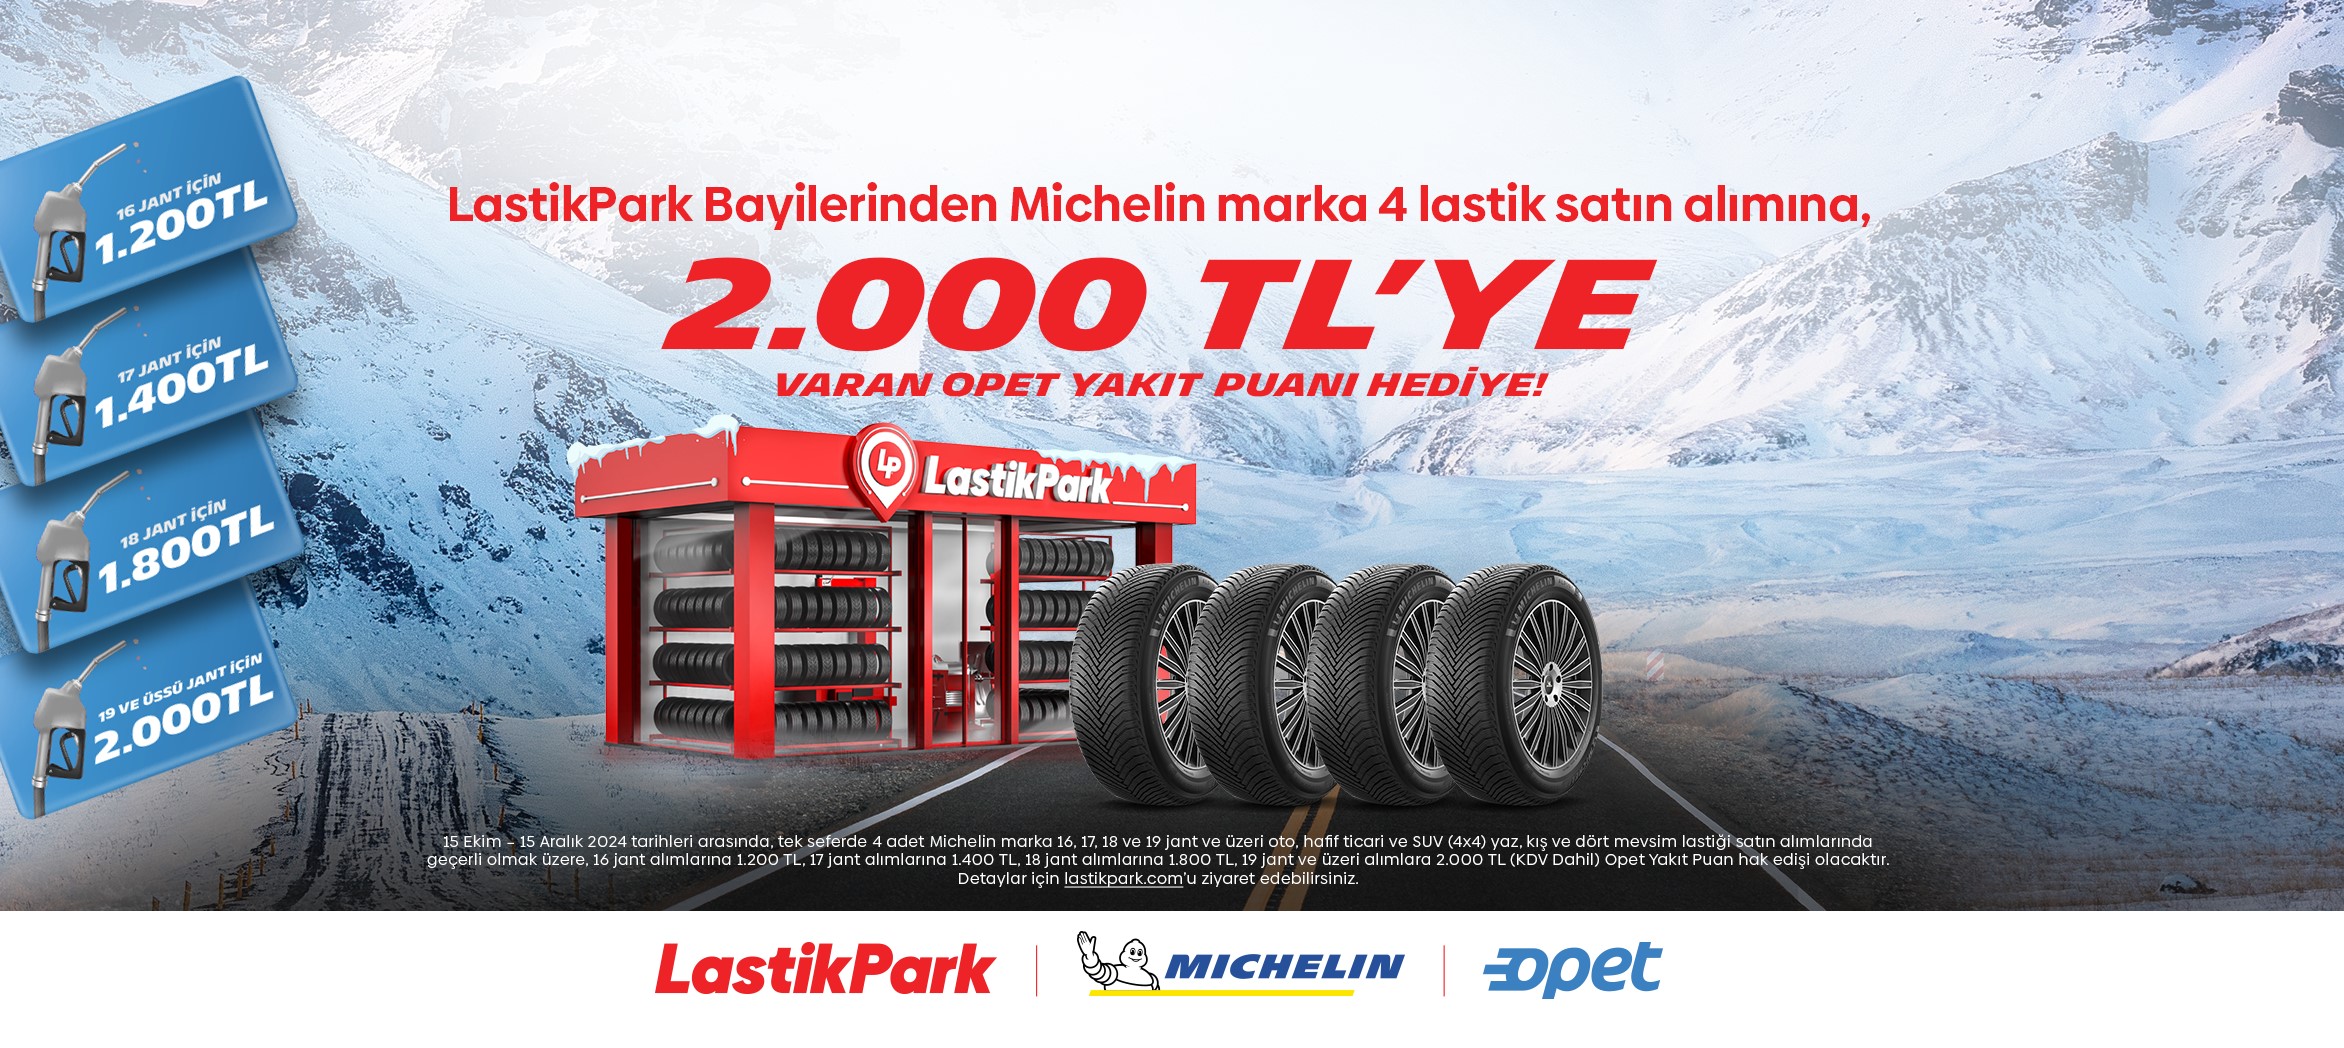 LastikPark Bayilerinden Michelin marka 4 lastik satın alımına,
2.000 TL'YE
VARAN OPET YAKIT PUANI HEDİYE!
16 JANT İÇİN
1.200TL
17 JANT İÇİN
1.400TL
18 JANT İÇİN
1.800TL
19 VE ÜSSÜ JANT İÇİN
2.000TL
LP LastikPark
MICHELIN
MICHELIN
MICHELIN
MICHELIN
15 Ekim – 15 Aralık 2024 tarihleri arasında, tek seferde 4 adet Michelin marka 16, 17, 18 ve 19 jant ve üzeri oto, hafif ticari ve SUV (4x4) yaz, kış ve dört mevsim lastiği satın alımlarında
geçerli olmak üzere, 16 jant alımlarına 1.200 TL, 17 jant alımlarına 1.400 TL, 18 jant alımlarına 1.800 TL, 19 jant ve üzeri alımlara 2.000 TL (KDV Dahil) Opet Yakıt Puan hak edişi olacaktır.
Detaylar için lastikpark.com'u ziyaret edebilirsiniz.
LastikPark
MICHELIN
opet